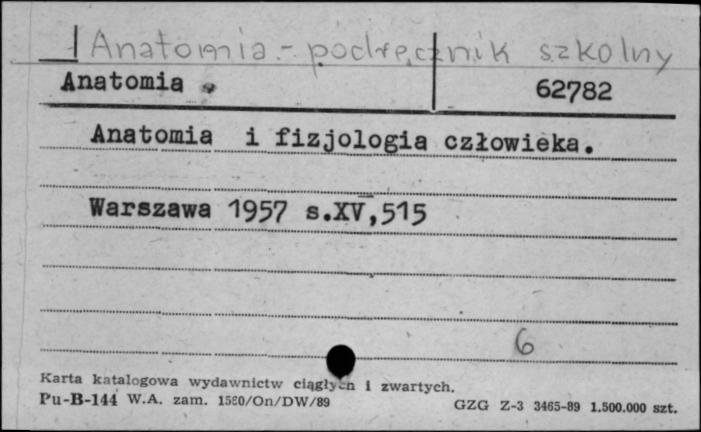 Anatomia - podręcznik szkolny
Anatomia
62782
Anatomia i fizjologia człowieka.
Warszawa 1957 s.XV,515
6
Karta katalogowa wydawnictw ciągłych i zwartych.
Pu-B-144 W.A. zam. 1580/On/DW/89
GZG Z-3 3465-89 1.500.000 szt.